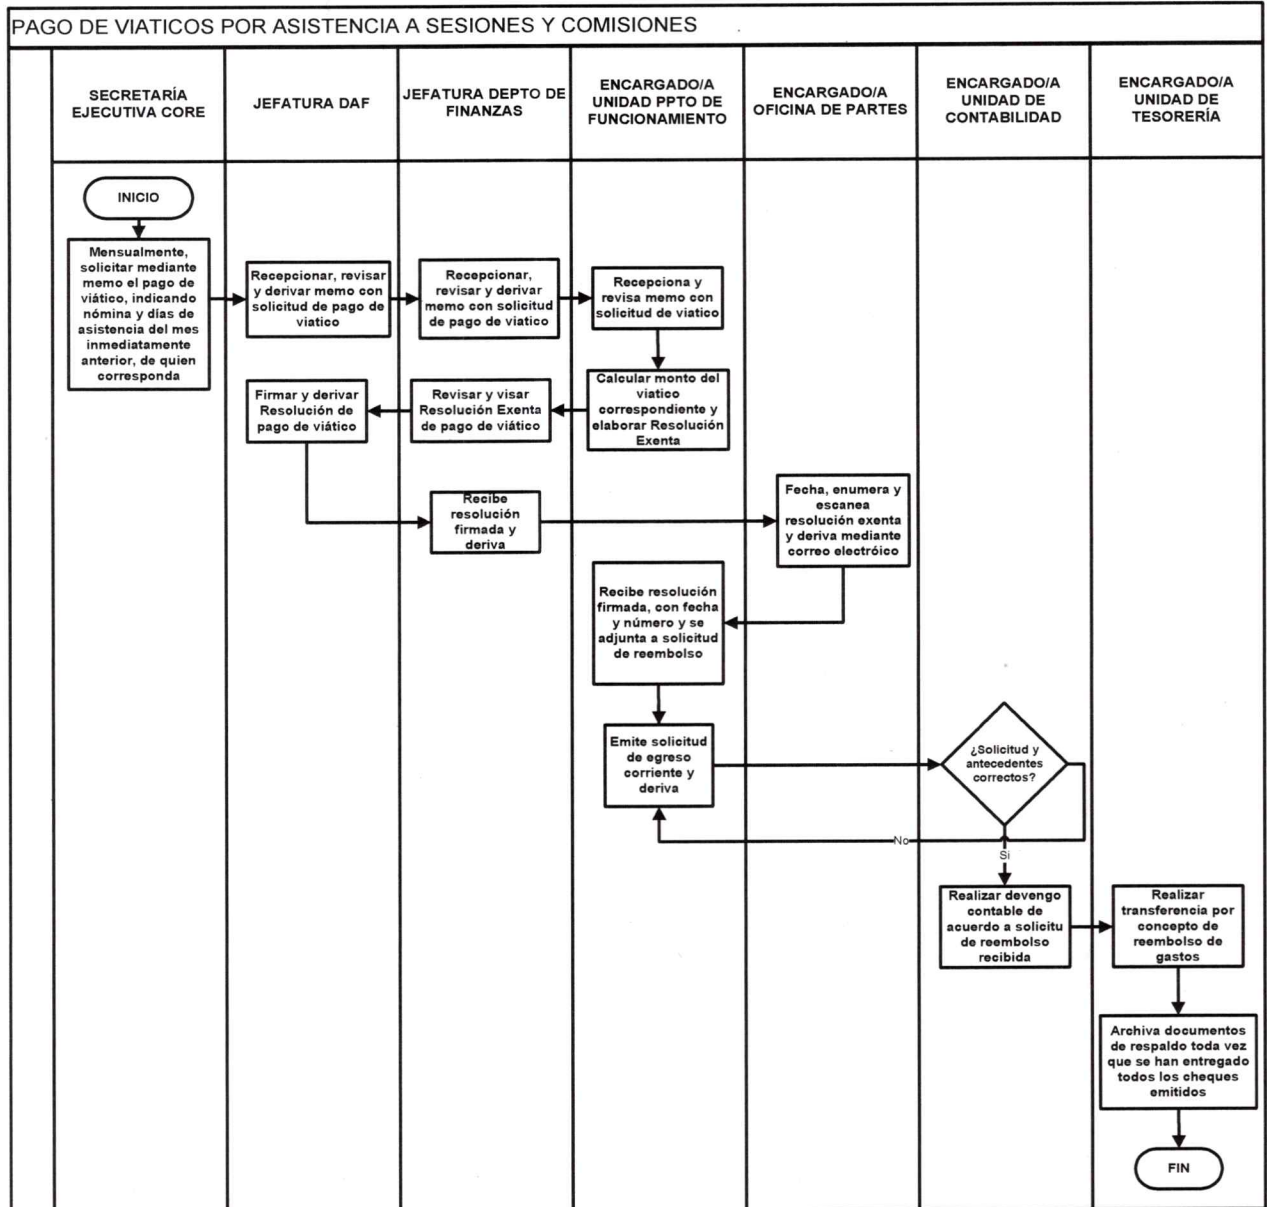 PAGO DE VIATICOS POR ASISTENCIA A SESIONES Y COMISIONES
SECRETARÍA
EJECUTIVA CORE
JEFATURA DAF
JEFATURA DEPTO DE
FINANZAS
ENCARGADO/A
UNIDAD PPTO DE
FUNCIONAMIENTO
ENCARGADO/A
OFICINA DE PARTES
ENCARGADO/A
UNIDAD DE
CONTABILIDAD
ENCARGADO/A
UNIDAD DE
TESORERÍA
INICIO
Mensualmente,
solicitar mediante
memo el pago de
viático, indicando
nómina y días de
asistencia del mes
inmediatamente
anterior, de quien
corresponda
Recepcionar, revisar
y derivar memo con
solicitud de pago de
viatico
Recepcionar,
revisar y derivar
memo con solicitud
de pago de viatico
Recepciona y
revisa memo con
solicitud de viatico
Calcular monto del
viatico
correspondiente y
elaborar Resolución
Exenta
Revisar y visar
Resolución Exenta
de pago de viático
Firmar y derivar
Resolución de
pago de viático
Recibe
resolución
firmada y
deriva
Fecha, enumera y
escanea
resolución exenta
y deriva mediante
correo electróico
Recibe resolución
firmada, con fecha
y número y se
adjunta a solicitud
de reembolso
Emite solicitud
de egreso
corriente y
deriva
¿Solicitud y
antecedentes
correctos?
No
Si
Realizar devengo
contable de
acuerdo a solicitu
de reembolso
recibida
Realizar
transferencia por
concepto de
reembolso de
gastos
Archiva documentos
de respaldo toda vez
que se han entregado
todos los cheques
emitidos
FIN